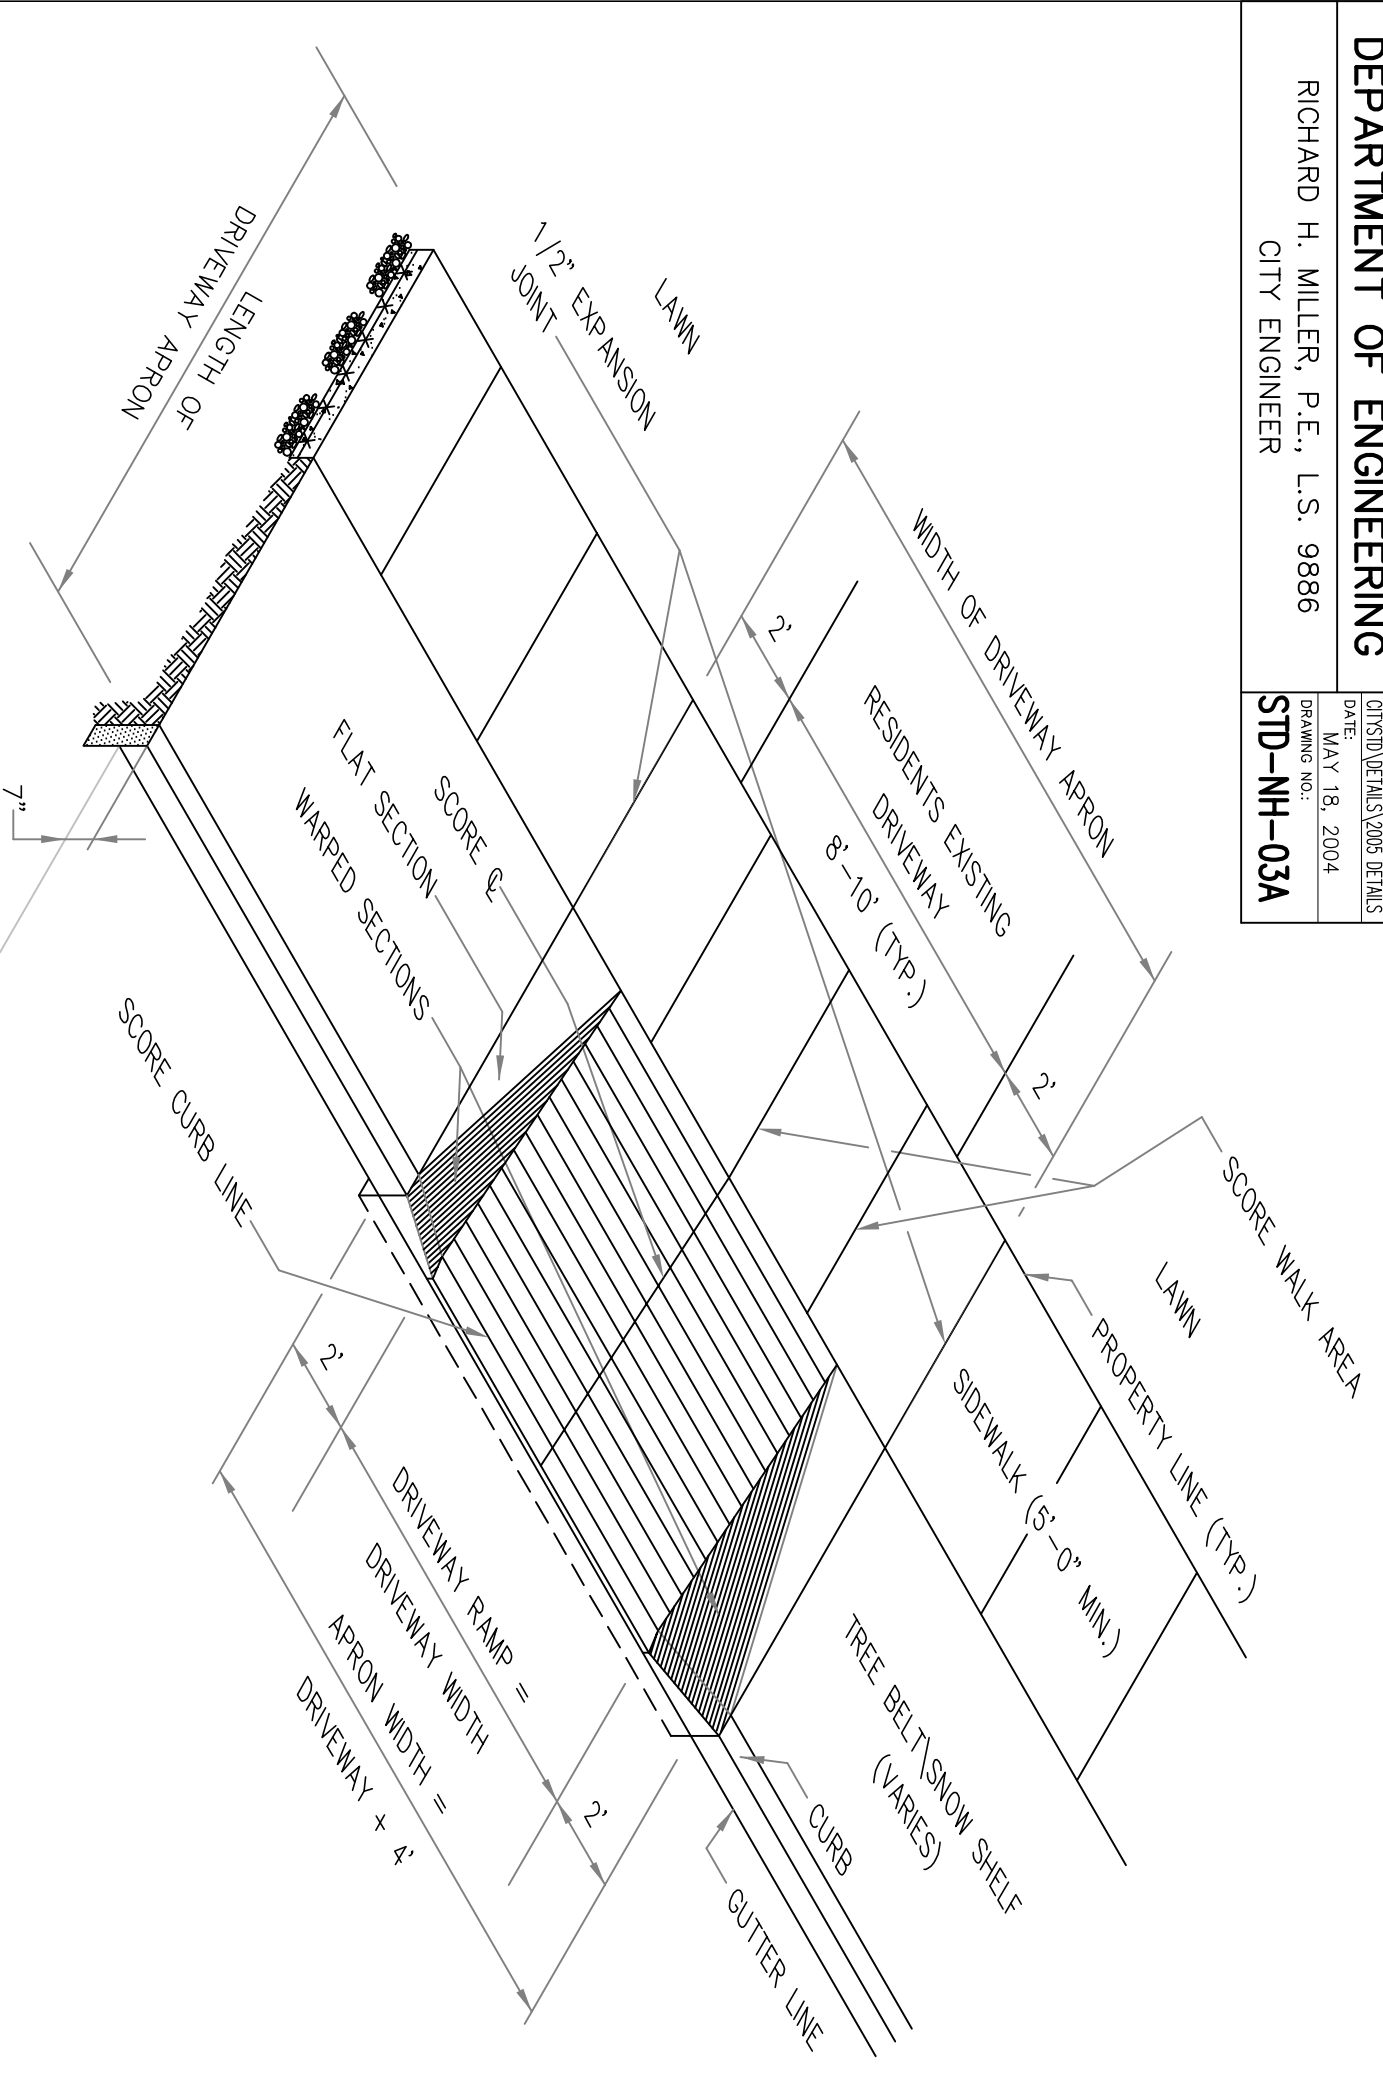 DEPARTMENT OF ENGINEERING
RICHARD H. MILLER, P.E., L.S. 9886
CITY ENGINEER
CITYSTD\DETAILS\2005 DETAILS
DATE:
MAY 18, 2004
DRAWING NO.:
STD-NH-03A
LENGTH OF
DRIVEWAY APRON
LAWN
1/2" EXPANSION
JOINT
WIDTH OF DRIVEWAY APRON
2'
RESIDENTS EXISTING
DRIVEWAY
8'-10' (TYP.)
2'
SCORE WALK AREA
LAWN
PROPERTY LINE (TYP.)
SIDEWALK (5'-0" MIN.)
TREE BELT\SNOW SHELF
(VARIES)
CURB
GUTTER LINE
SCORE ℄
FLAT SECTION
WARPED SECTIONS
7"
SCORE CURB LINE
2'
DRIVEWAY RAMP =
DRIVEWAY WIDTH
2'
APRON WIDTH =
DRIVEWAY + 4'